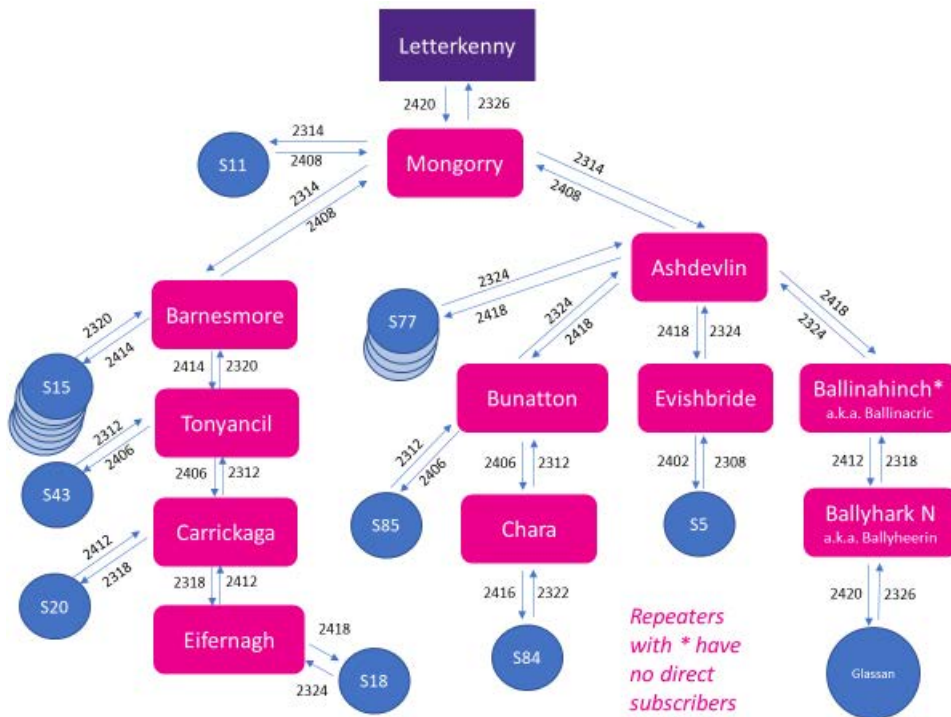 Letterkenny
2420
2326
2314
S11
2408
Mongorry
2314
2408
2314
2408
Ashdevlin
2324
2418
S77
2324
2418
2418
2324
2418
2324
Barnesmore
2320
2414
S15
2414
2320
Bunatton
Evishbride
Ballinahinch*
a.k.a. Ballinacric
Tonyancil
2312
2406
S43
2406
2312
2312
2406
S85
2406
2312
2402
2308
S5
2412
2318
Carrickaga
2412
2318
S20
2318
2412
Chara
Ballyhark N
a.k.a. Ballyheerin
2416
2322
S84
2420
2326
Glassan
Eifernagh
2418
2324
S18
Repeaters
with * have
no direct
subscribers